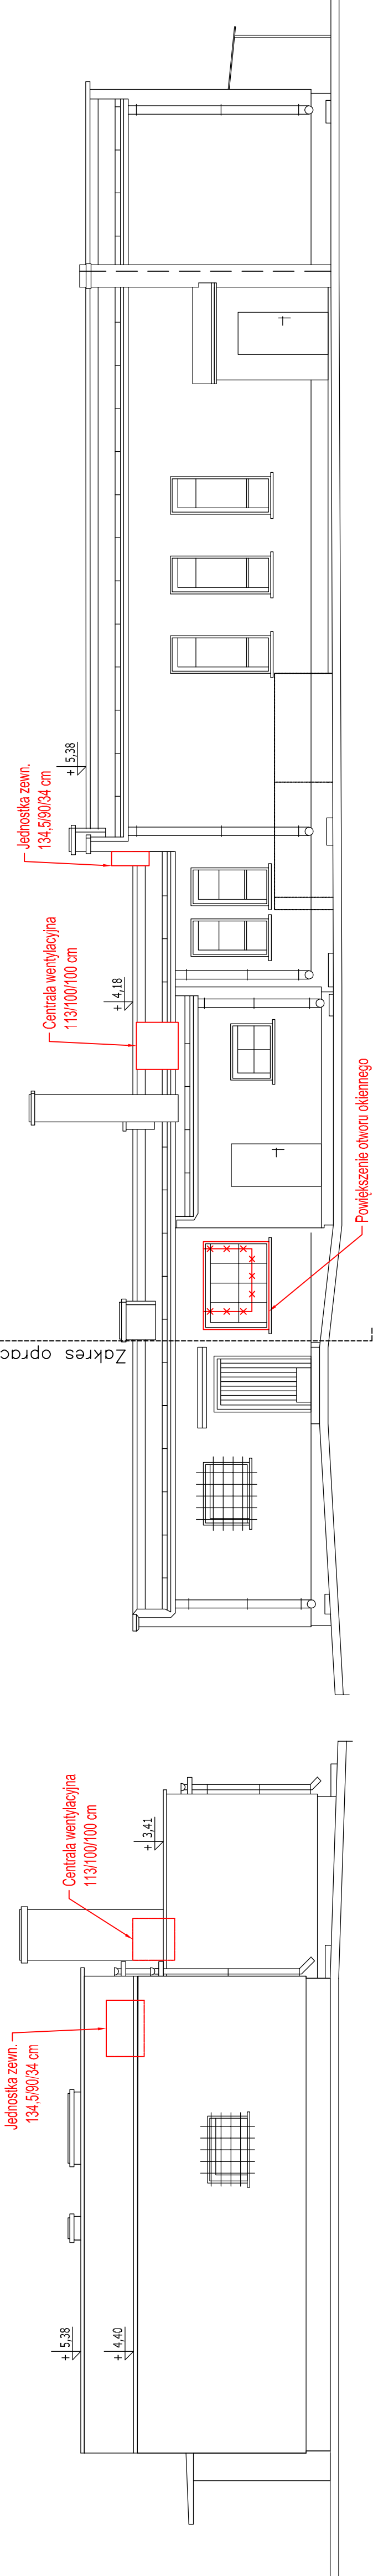 Jednostka zewn.
134,5/90/34 cm
+ 5,38
Centrala wentylacyjna
113/100/100 cm
+ 4,18
Powiększenie otworu okiennego
Zakres oprac
Centrala wentylacyjna
113/100/100 cm
+ 3,41
Jednostka zewn.
134,5/90/34 cm
+ 5,38
+ 4,40